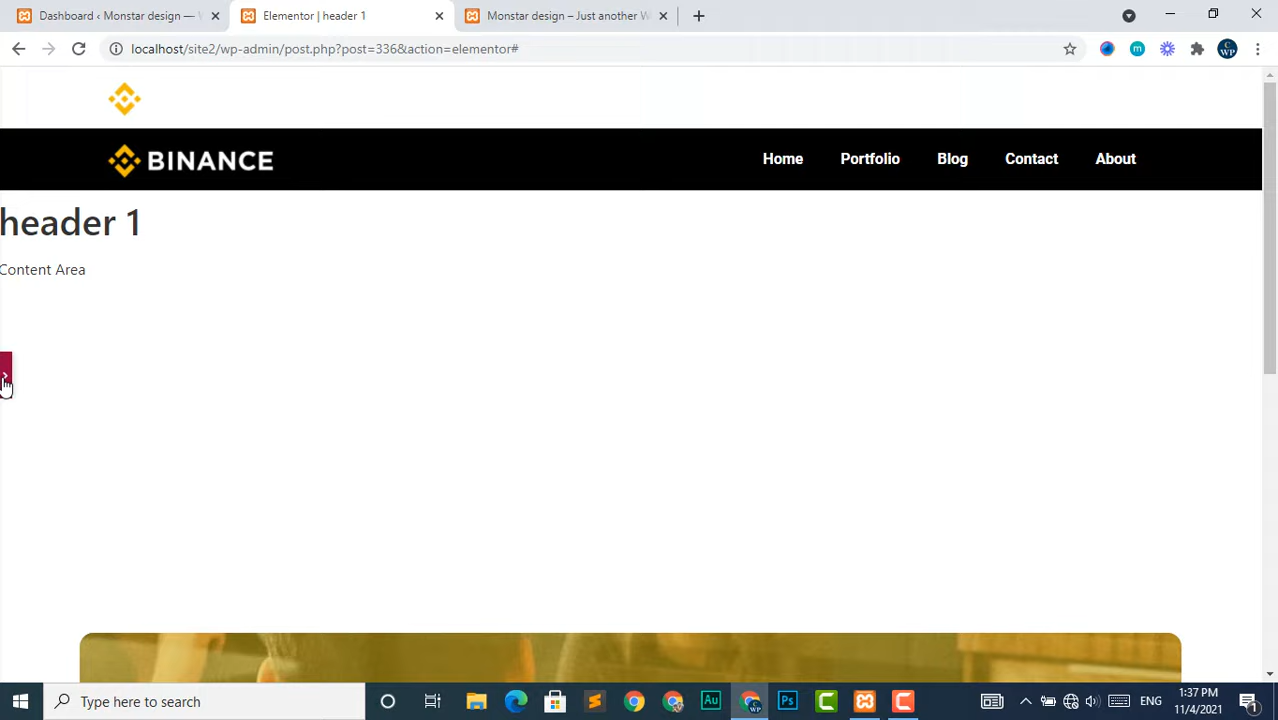 Dashboard ‹ Monstar design — W
Elementor | header 1
Monstar design – Just another W
localhost/site2/wp-admin/post.php?post=336&action=elementor#
BINANCE
Home
Portfolio
Blog
Contact
About
header 1
Content Area
Type here to search
Au
Ps
ENG
1:37 PM
11/4/2021